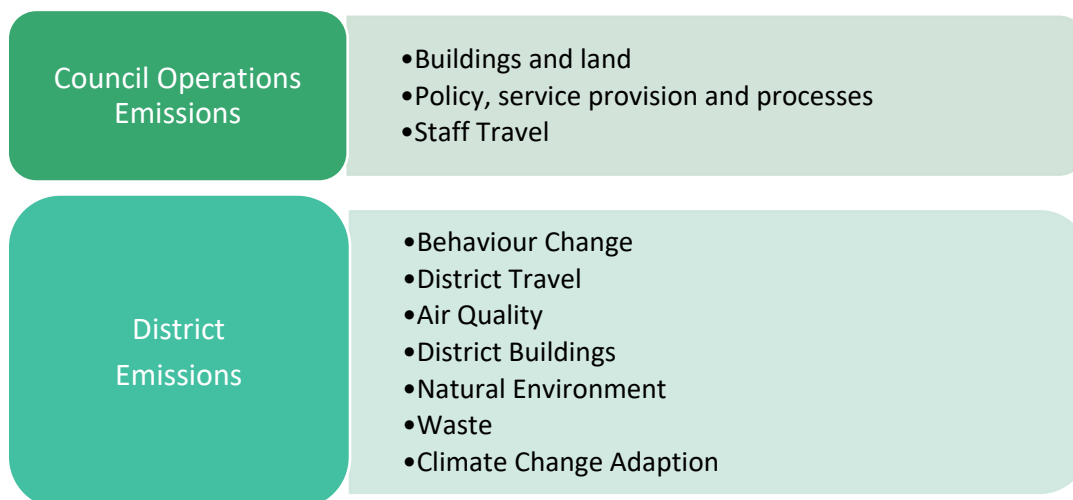 Council Operations
Emissions
•Buildings and land
•Policy, service provision and processes
•Staff Travel
District
Emissions
•Behaviour Change
•District Travel
•Air Quality
•District Buildings
•Natural Environment
•Waste
•Climate Change Adaption